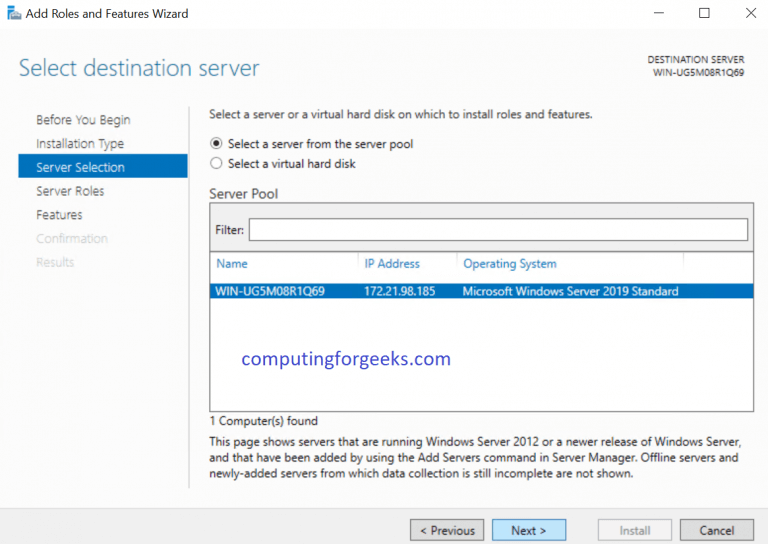 Add Roles and Features Wizard
Select destination server
DESTINATION SERVER
WIN-UG5M08R1Q69
Before You Begin
Installation Type
Server Selection
Server Roles
Features
Confirmation
Results
Select a server or a virtual hard disk on which to install roles and features.
Select a server from the server pool
Select a virtual hard disk
Server Pool
Filter:
Name IP Address Operating System
WIN-UG5M08R1Q69 172.21.98.185 Microsoft Windows Server 2019 Standard
computingforgeeks.com
1 Computer(s) found
This page shows servers that are running Windows Server 2012 or a newer release of Windows Server,
and that have been added by using the Add Servers command in Server Manager. Offline servers and
newly-added servers from which data collection is still incomplete are not shown.
< Previous Next > Install Cancel